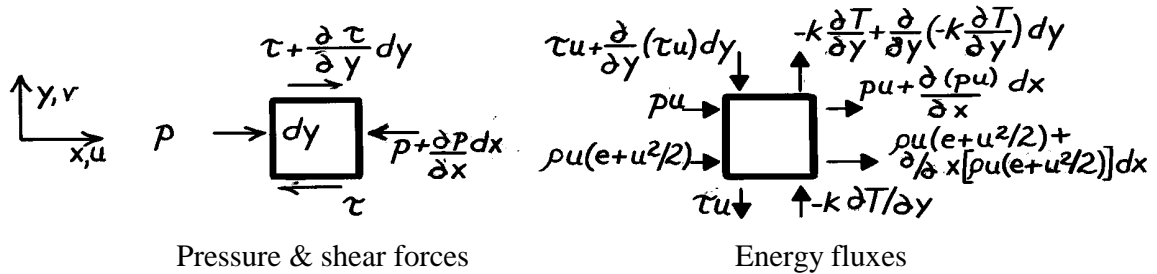 τ + ∂τ/∂y dy
y,v
x,u
p
dy
p + ∂p/∂x dx
τ
Pressure & shear forces
τu + ∂/∂y (τu) dy
-k ∂T/∂y + ∂/∂y (-k ∂T/∂y) dy
pu
pu + ∂(pu)/∂x dx
ρu(e+u²/2)
ρu(e+u²/2)+
∂/∂x[ρu(e+u²/2)]dx
τu
-k ∂T/∂y
Energy fluxes